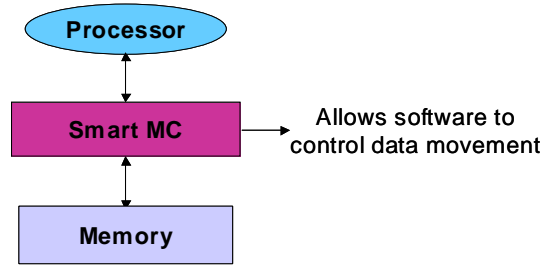 Processor
Smart MC
Allows software to
control data movement
Memory